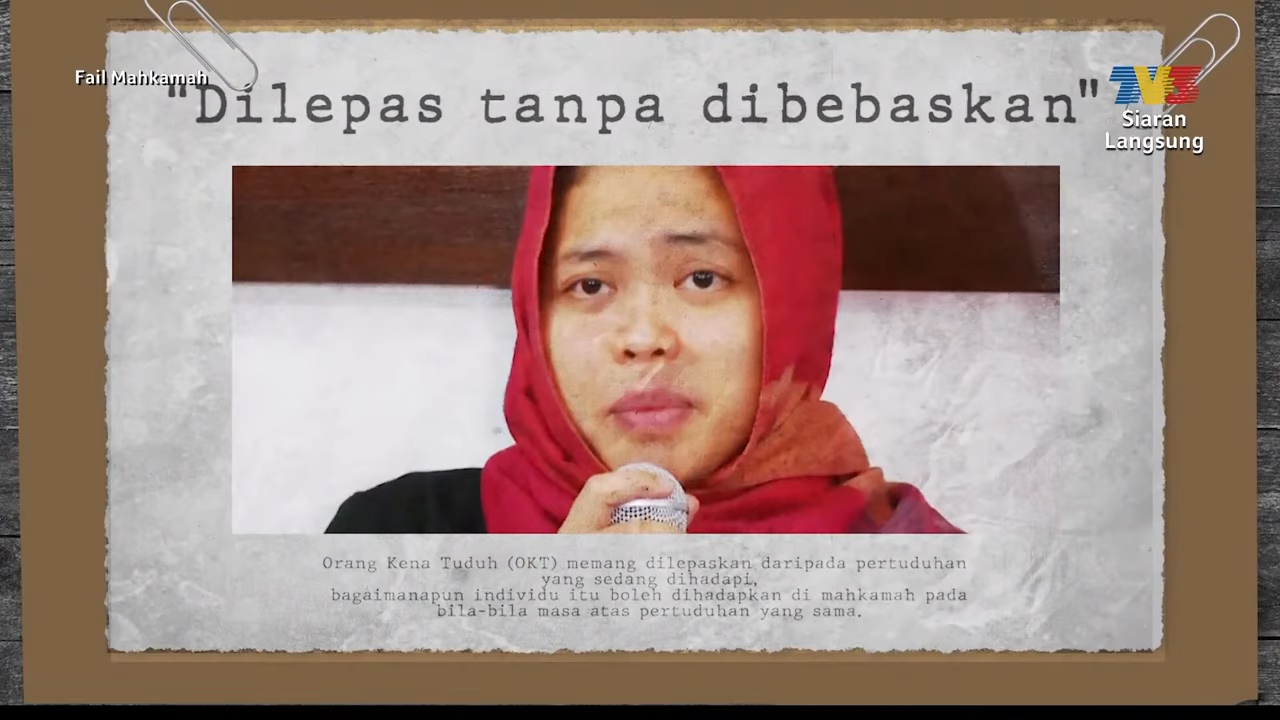 Fail Mahkamah
"Dilepas tanpa dibebaskan"
TV3
Siaran
Langsung
Orang Kena Tuduh (OKT) memang dilepaskan daripada pertuduhan
yang sedang dihadapi,
bagaimanapun individu itu boleh dihadapkan di mahkamah pada
bila-bila masa atas pertuduhan yang sama.